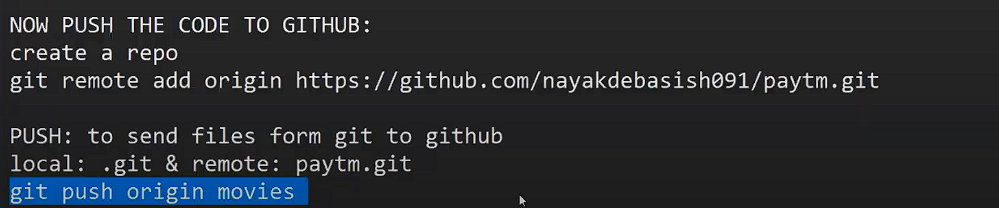 NOW PUSH THE CODE TO GITHUB:
create a repo
git remote add origin https://github.com/nayakdebasish091/paytm.git
PUSH: to send files form git to github
local: .git & remote: paytm.git
git push origin movies